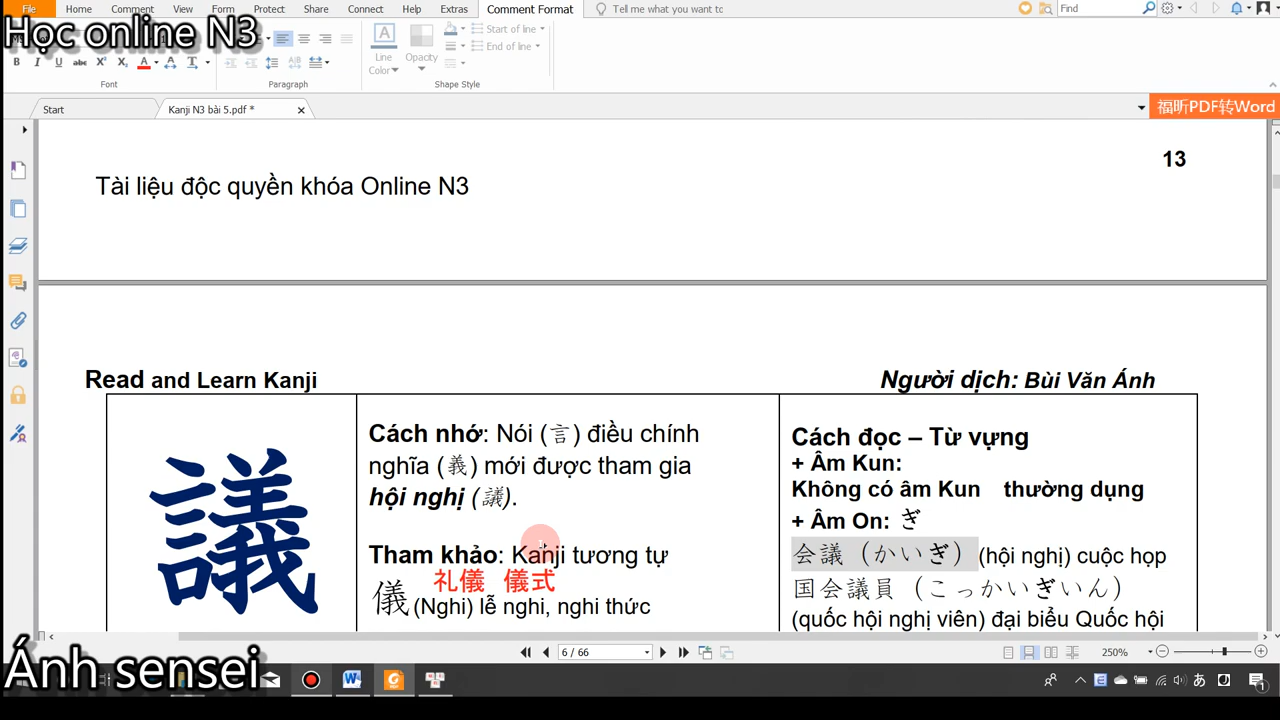 File Home Comment View Form Protect Share Connect Help Extras Comment Format Tell me what you want to Find
Học online N3
Line Color Opacity Start of line End of line
Font Paragraph Shape Style
Start Kanji N3 bài 5.pdf * 福昕PDF转Word
13
Tài liệu độc quyền khóa Online N3
Read and Learn Kanji
Người dịch: Bùi Văn Ánh
議
Cách nhớ: Nói (言) điều chính
nghĩa (義) mới được tham gia
hội nghị (議).
Tham khảo: Kanji tương tự
礼儀 儀式
儀(Nghi) lễ nghi, nghi thức
Cách đọc – Từ vựng
+ Âm Kun:
Không có âm Kun thường dụng
+ Âm On: ぎ
会議（かいぎ）(hội nghị) cuộc họp
国会議員（こっかいぎいん）
(quốc hội nghị viên) đại biểu Quốc hội
6 / 66 250%
Ánh sensei
あ